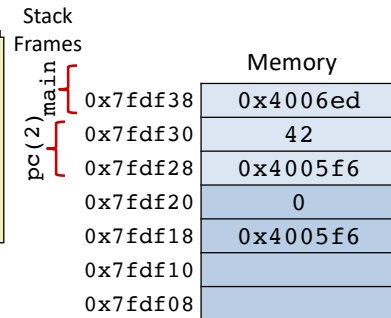 Stack
Frames
Memory
main
0x7fdf38 0x4006ed
pc(2)
0x7fdf30 42
0x7fdf28 0x4005f6
0x7fdf20 0
0x7fdf18 0x4005f6
0x7fdf10
0x7fdf08